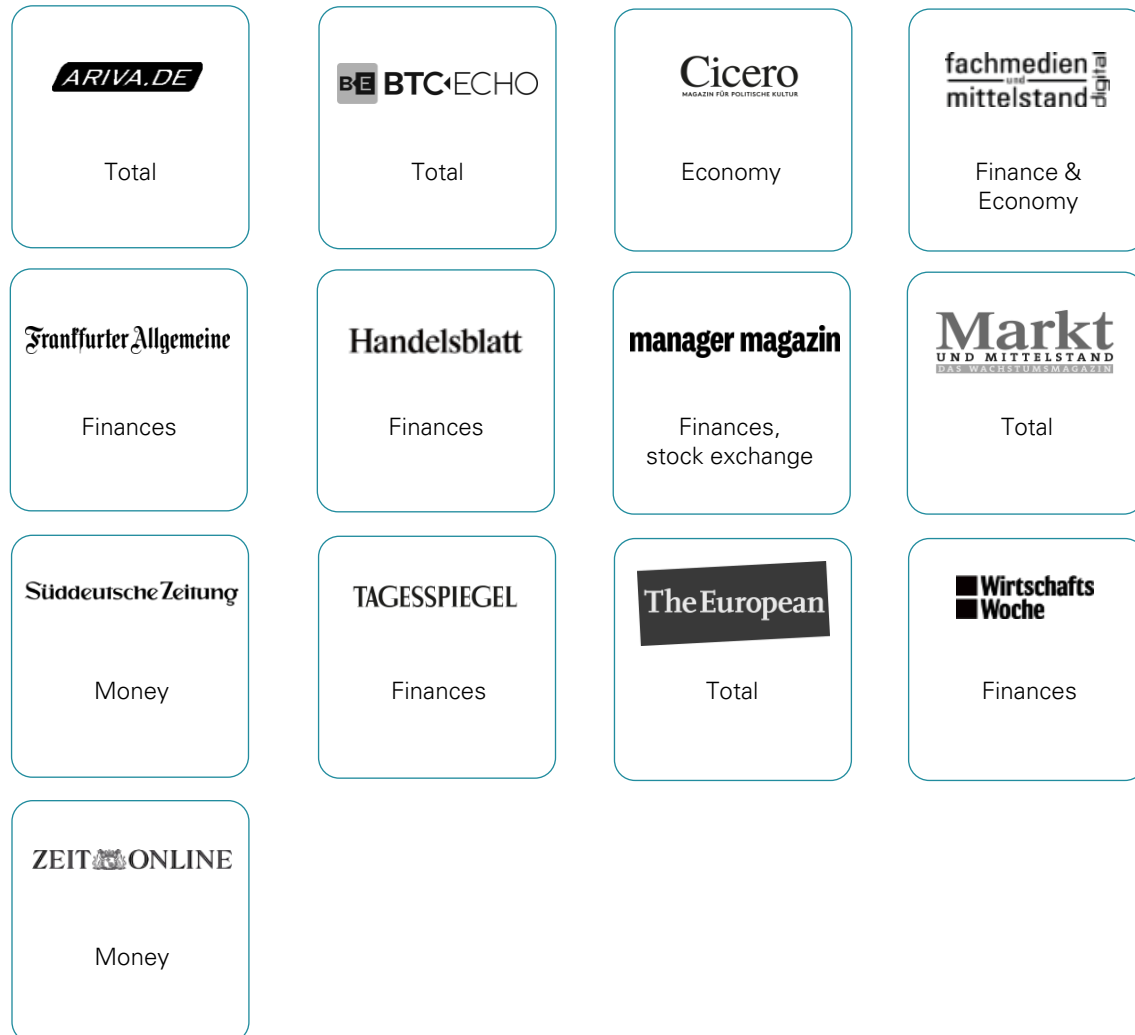 ARIVA.DE
Total
BE BTC ECHO
Total
Cicero
MAGAZIN FÜR POLITISCHE KULTUR
Economy
fachmedien
und
mittelstand
digital
Finance &
Economy
Frankfurter Allgemeine
Finances
Handelsblatt
Finances
manager magazin
Finances,
stock exchange
Markt
UND MITTELSTAND
DAS WACHSTUMSMAGAZIN
Total
Süddeutsche Zeitung
Money
TAGESSPIEGEL
Finances
The European
Total
Wirtschafts
Woche
Finances
ZEIT ONLINE
Money